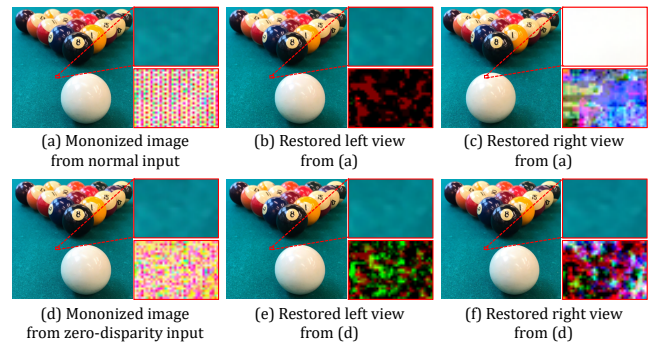 (a) Mononized image
from normal input
(b) Restored left view
from (a)
(c) Restored right view
from (a)
(d) Mononized image
from zero-disparity input
(e) Restored left view
from (d)
(f) Restored right view
from (d)